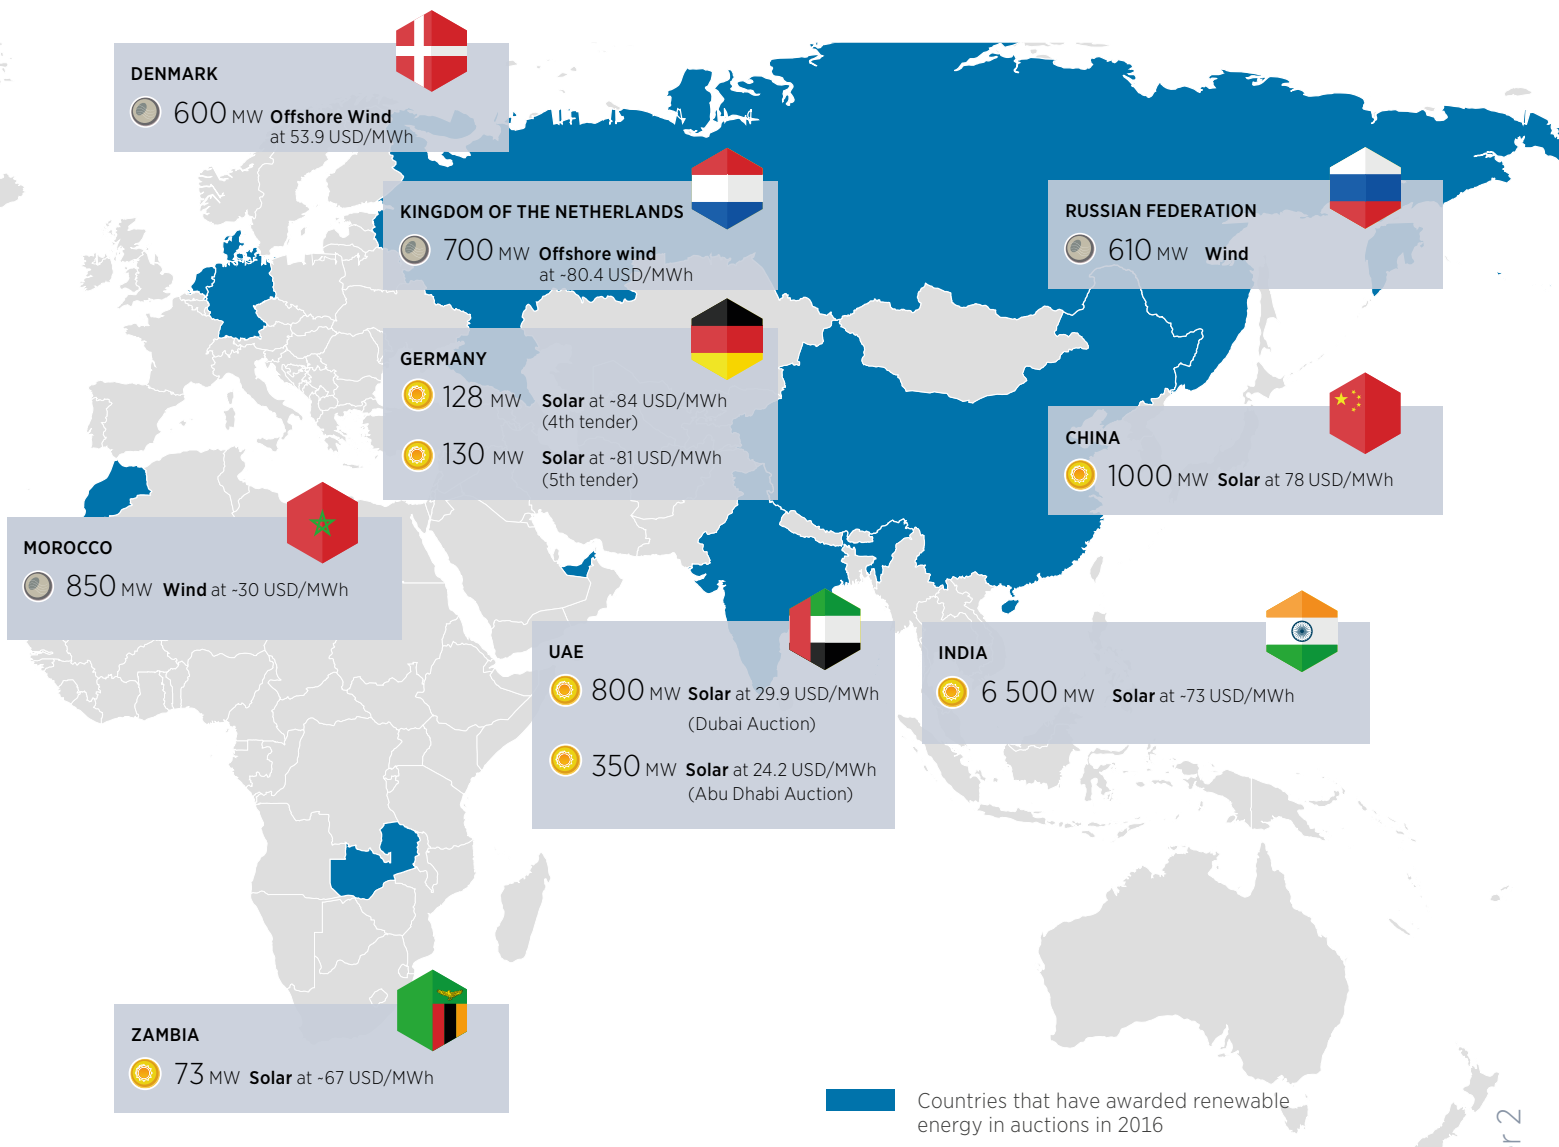 DENMARK
600 MW Offshore Wind
at 53.9 USD/MWh
KINGDOM OF THE NETHERLANDS
700 MW Offshore wind
at ~80.4 USD/MWh
RUSSIAN FEDERATION
610 MW Wind
GERMANY
128 MW Solar at ~84 USD/MWh
(4th tender)
130 MW Solar at ~81 USD/MWh
(5th tender)
CHINA
1000 MW Solar at 78 USD/MWh
MOROCCO
850 MW Wind at ~30 USD/MWh
UAE
800 MW Solar at 29.9 USD/MWh
(Dubai Auction)
350 MW Solar at 24.2 USD/MWh
(Abu Dhabi Auction)
INDIA
6 500 MW Solar at ~73 USD/MWh
ZAMBIA
73 MW Solar at ~67 USD/MWh
Countries that have awarded renewable
energy in auctions in 2016
r 2